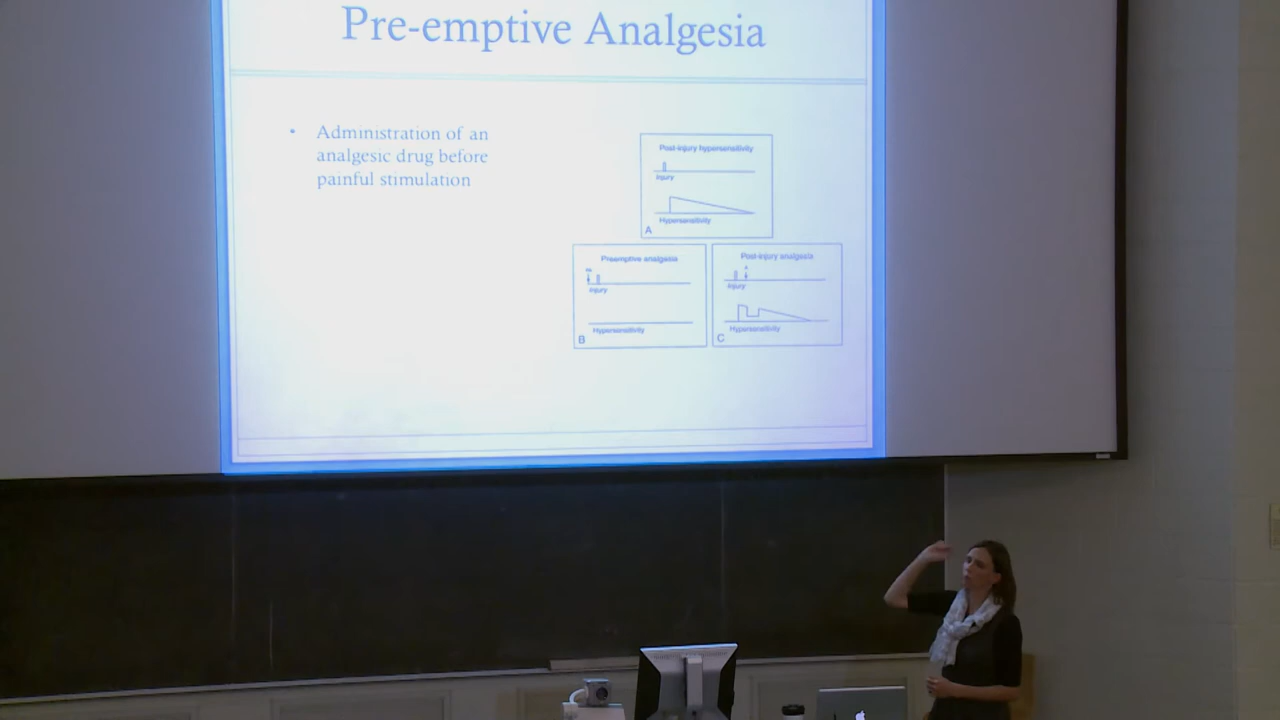 Pre-emptive Analgesia
• Administration of an
analgesic drug before
painful stimulation
Post-injury hypersensitivity
Injury
Hypersensitivity
A
Preemptive analgesia
Injury
Hypersensitivity
B
Post-injury analgesia
Injury
Hypersensitivity
C